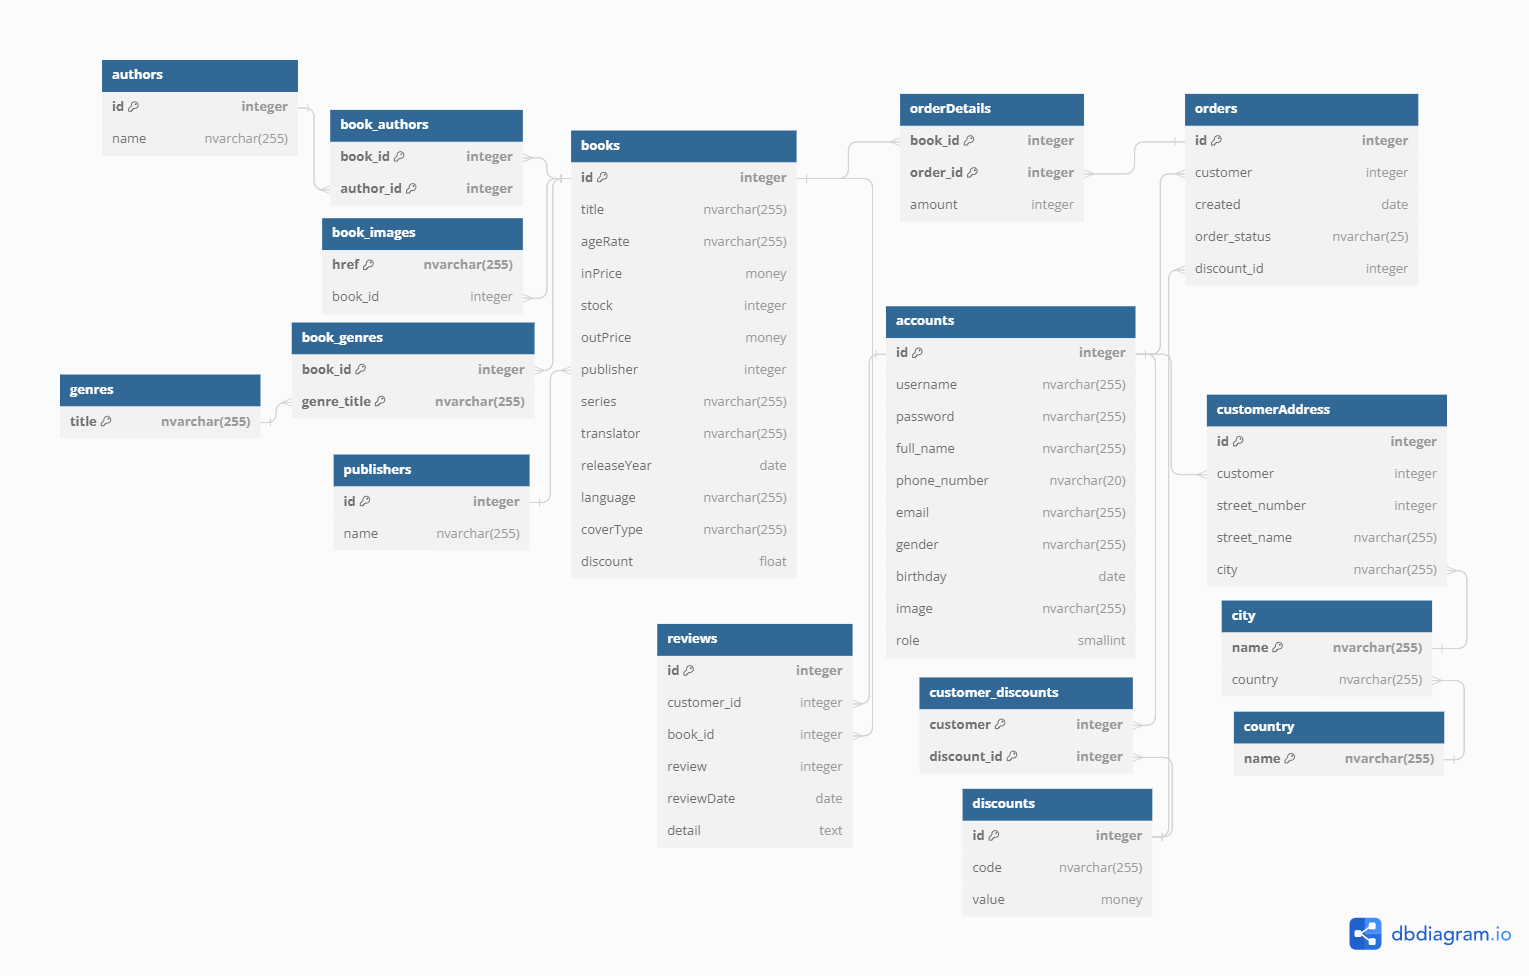 authors
id integer
name nvarchar(255)
book_authors
book_id integer
author_id integer
book_images
href nvarchar(255)
book_id integer
book_genres
book_id integer
genre_title nvarchar(255)
genres
title nvarchar(255)
publishers
id integer
name nvarchar(255)
books
id integer
title nvarchar(255)
ageRate nvarchar(255)
inPrice money
stock integer
outPrice money
publisher integer
series nvarchar(255)
translator nvarchar(255)
releaseYear date
language nvarchar(255)
coverType nvarchar(255)
discount float
reviews
id integer
customer_id integer
book_id integer
review integer
reviewDate date
detail text
orderDetails
book_id integer
order_id integer
amount integer
accounts
id integer
username nvarchar(255)
password nvarchar(255)
full_name nvarchar(255)
phone_number nvarchar(20)
email nvarchar(255)
gender nvarchar(255)
birthday date
image nvarchar(255)
role smallint
customer_discounts
customer integer
discount_id integer
discounts
id integer
code nvarchar(255)
value money
orders
id integer
customer integer
created date
order_status nvarchar(25)
discount_id integer
customerAddress
id integer
customer integer
street_number integer
street_name nvarchar(255)
city nvarchar(255)
city
name nvarchar(255)
country nvarchar(255)
country
name nvarchar(255)
dbdiagram.io